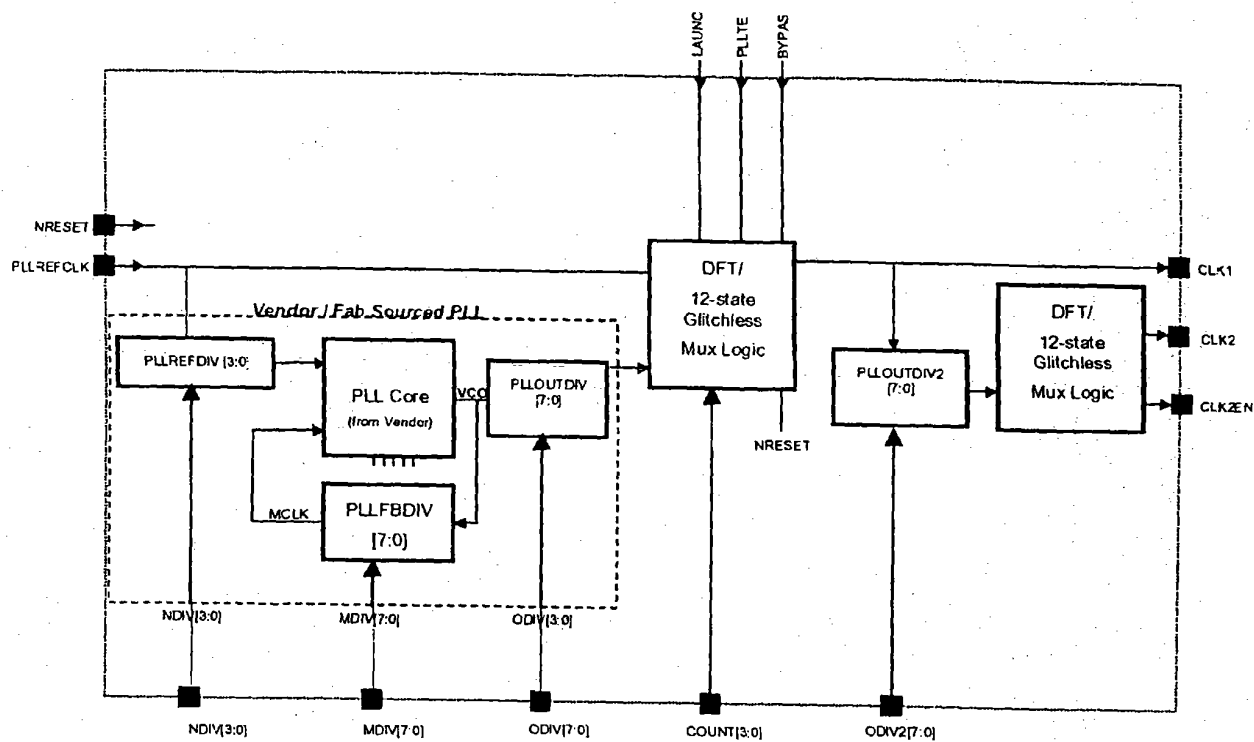 LAUNC
PLLTE
BYPAS
NRESET
PLLREFCLK
DFT/
12-state
Glitchless
Mux Logic
CLK1
Vendor / Fab Sourced PLL
DFT/
12-state
Glitchless
Mux Logic
CLK2
CLK2EN
PLLREFDIV [3:0]
PLL Core
(from Vendor)
VCO
PLLOUTDIV
[7:0]
PLLOUTDIV2
[7:0]
NRESET
MCLK
PLLFBDIV
[7:0]
NDIV[3:0]
MDIV[7:0]
ODIV[3:0]
NDIV(3:0)
MDIV[7:0]
ODIV[7:0]
COUNT[3:0]
ODIV2[7:0]